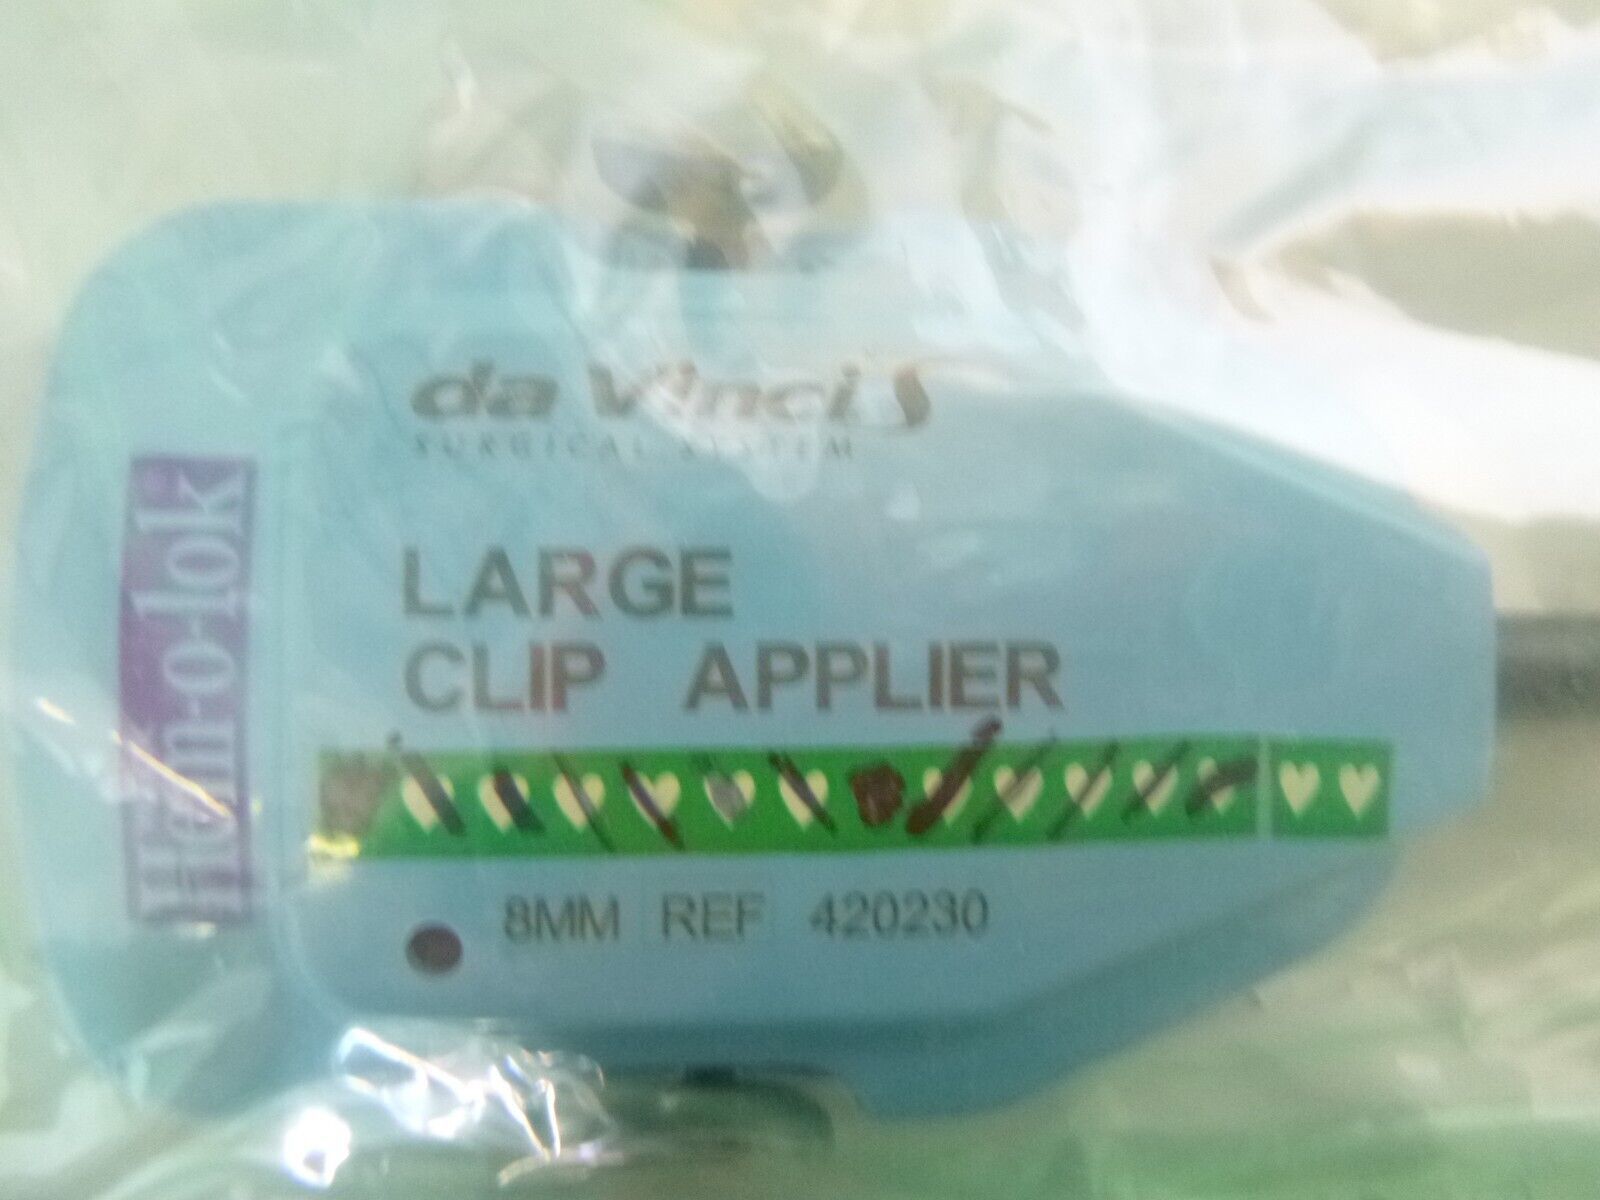 da Vinci S
SURGICAL SYSTEM
Hem-o-lok
LARGE
CLIP APPLIER
8MM REF 420230